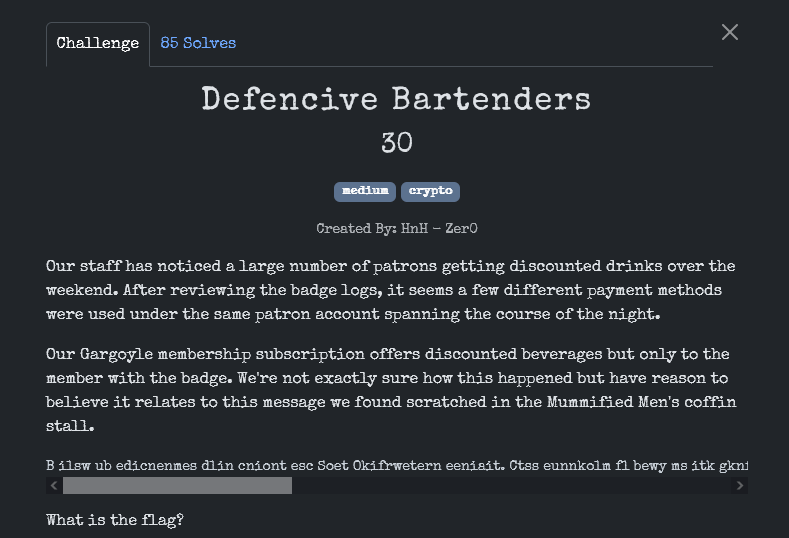 Challenge 85 Solves
Defencive Bartenders
30
medium crypto
Created By: HnH - Zer0
Our staff has noticed a large number of patrons getting discounted drinks over the
weekend. After reviewing the badge logs, it seems a few different payment methods
were used under the same patron account spanning the course of the night.
Our Gargoyle membership subscription offers discounted beverages but only to the
member with the badge. We're not exactly sure how this happened but have reason to
believe it relates to this message we found scratched in the Mummified Men's coffin
stall.
B ilsw ub edicnenmes dlin cniont esc Soet Okifrwetern eeniait. Ctss eunnkolm fl bewy ms itk
What is the flag?